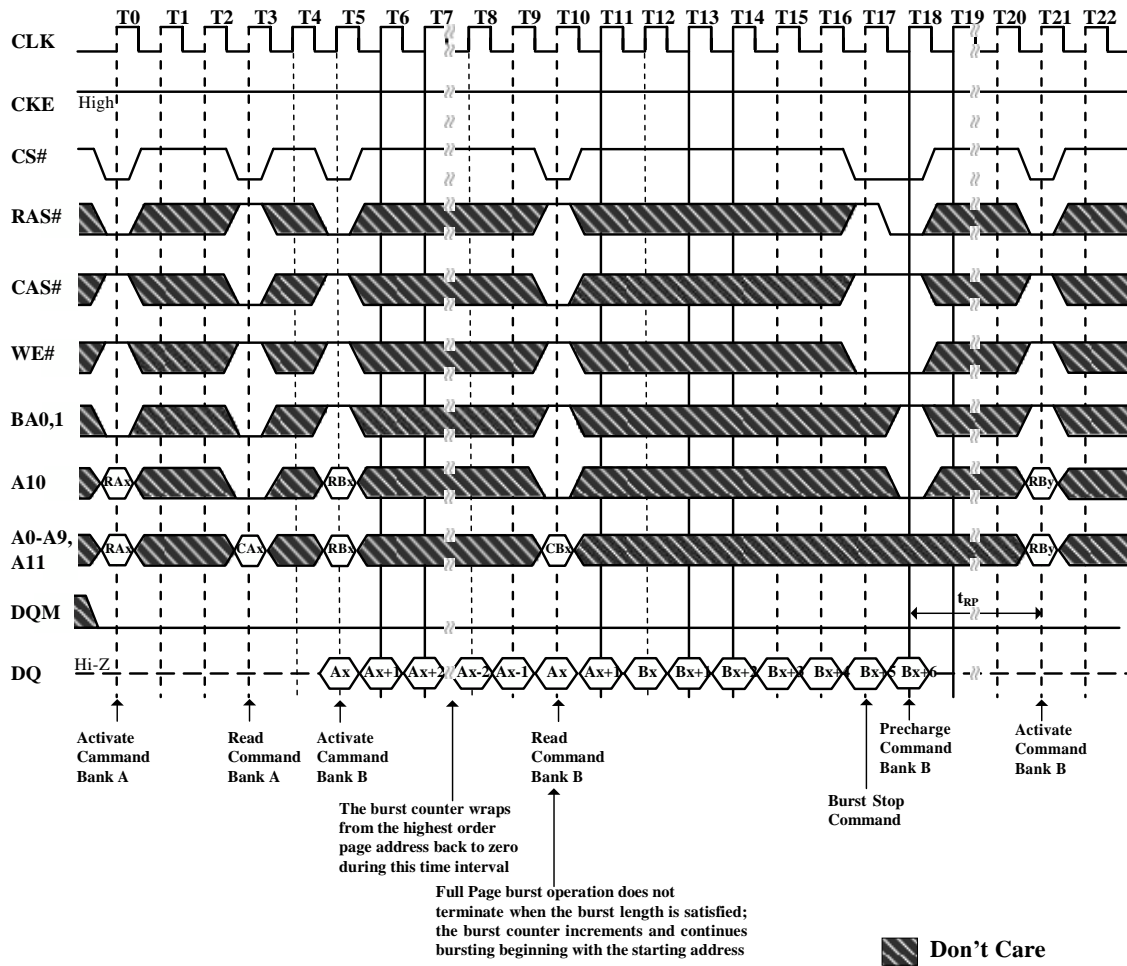 T0 T1 T2 T3 T4 T5 T6 T7 T8 T9 T10 T11 T12 T13 T14 T15 T16 T17 T18 T19 T20 T21 T22
CLK
CKE High
CS#
RAS#
CAS#
WE#
BA0,1
A10 RAx RBx RBy
A0-A9,
A11
RAx CAx RBx CBx RBy
DQM
tRP
DQ Hi-Z Ax Ax+1 Ax+2 Ax-2 Ax-1 Ax Ax+1 Bx Bx+1 Bx+2 Bx+3 Bx+4 Bx+5 Bx+6
Activate
Cammand
Bank A
Read
Command
Bank A
Activate
Cammand
Bank B
Read
Command
Bank B
Precharge
Command
Bank B
Activate
Command
Bank B
Burst Stop
Command
The burst counter wraps
from the highest order
page address back to zero
during this time interval
Full Page burst operation does not
terminate when the burst length is satisfied;
the burst counter increments and continues
bursting beginning with the starting address
Don't Care